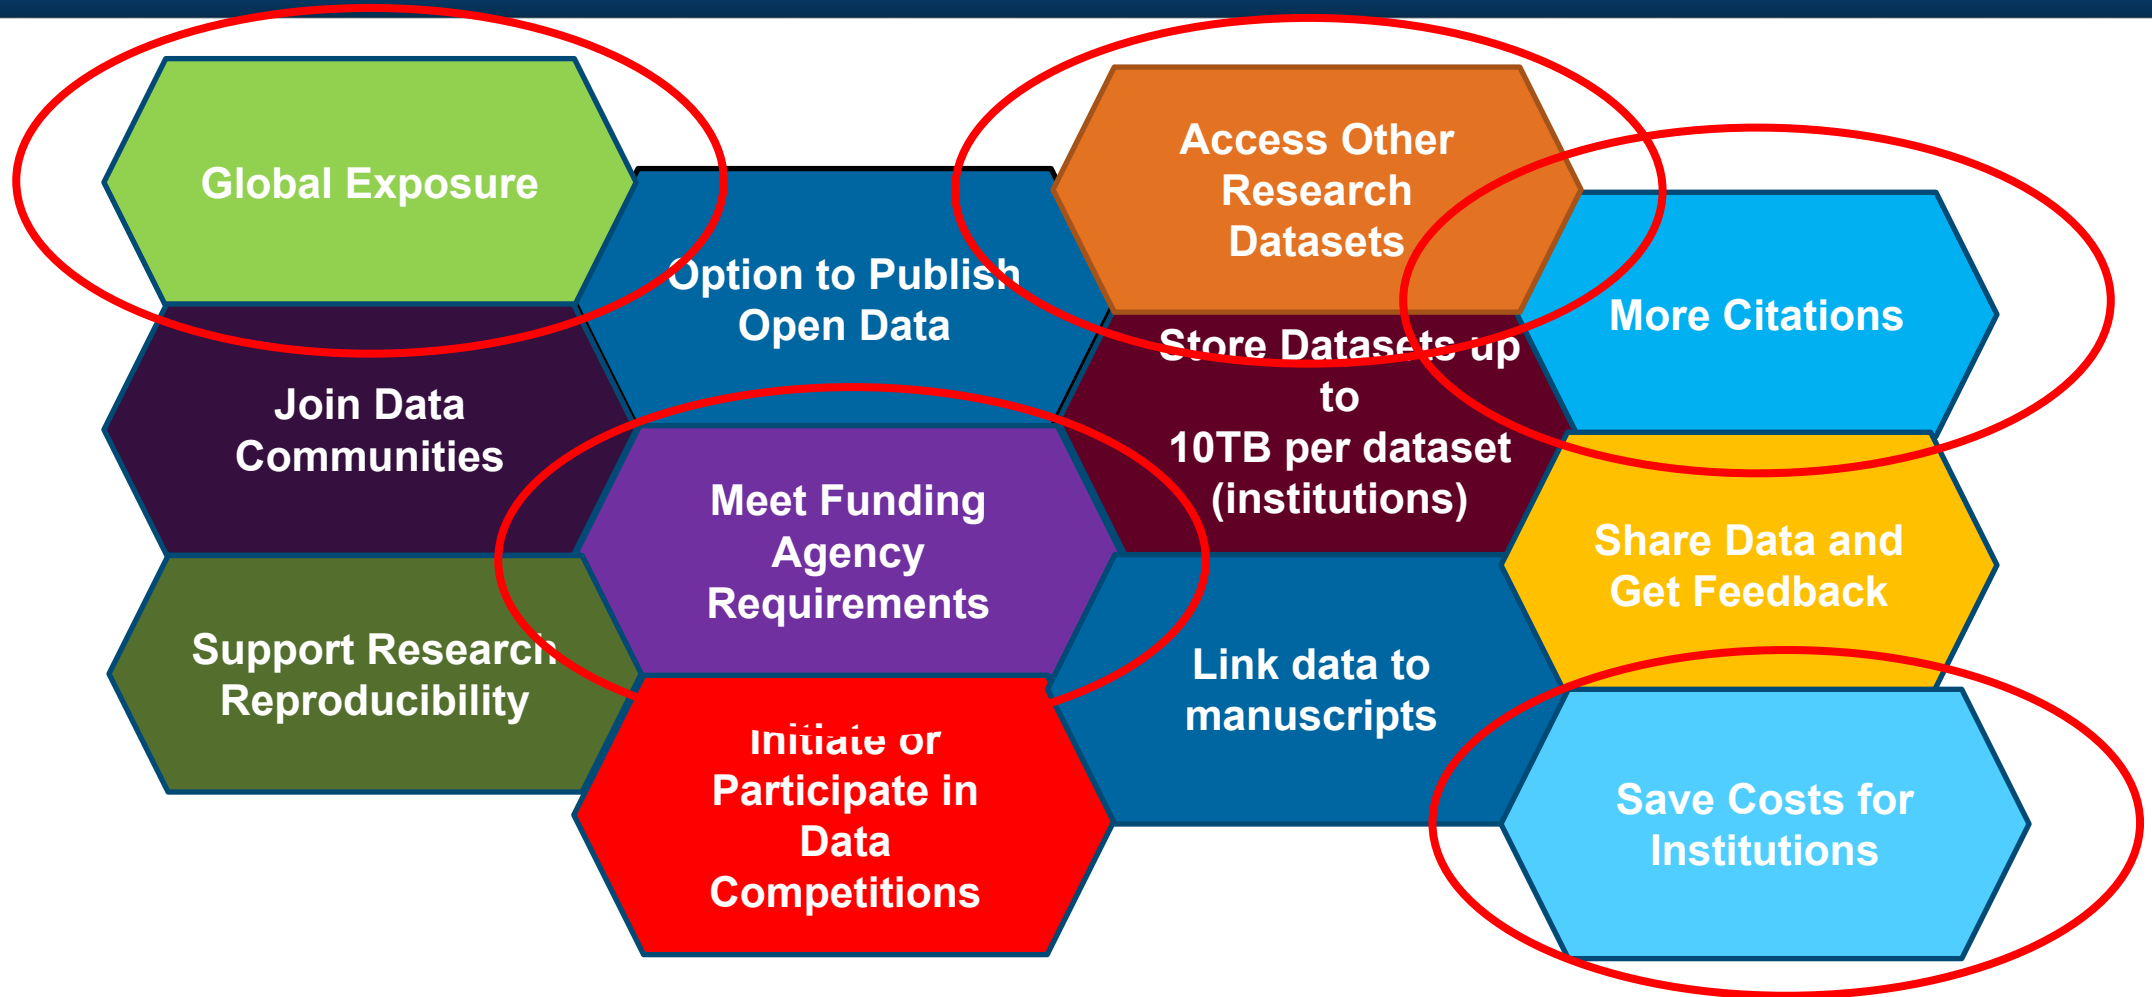 Global Exposure
Option to Publish
Open Data
Access Other
Research
Datasets
More Citations
Join Data
Communities
Store Datasets up
to
10TB per dataset
(institutions)
Meet Funding
Agency
Requirements
Share Data and
Get Feedback
Support Research
Reproducibility
Link data to
manuscripts
Initiate or
Participate in
Data
Competitions
Save Costs for
Institutions